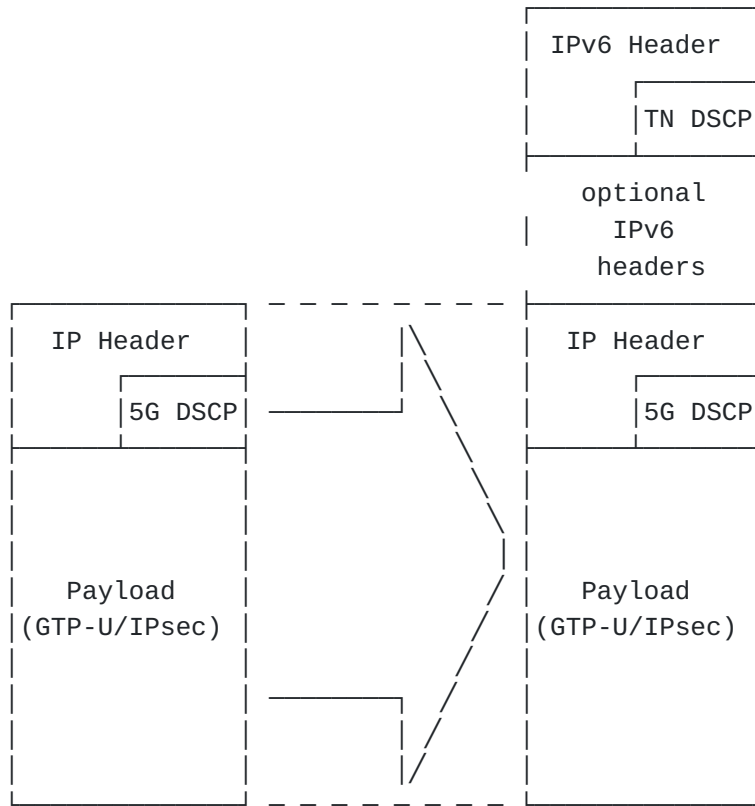 IPv6 Header
TN DSCP
optional
IPv6
headers
IP Header
IP Header
5G DSCP
5G DSCP
Payload
(GTP-U/IPsec)
Payload
(GTP-U/IPsec)